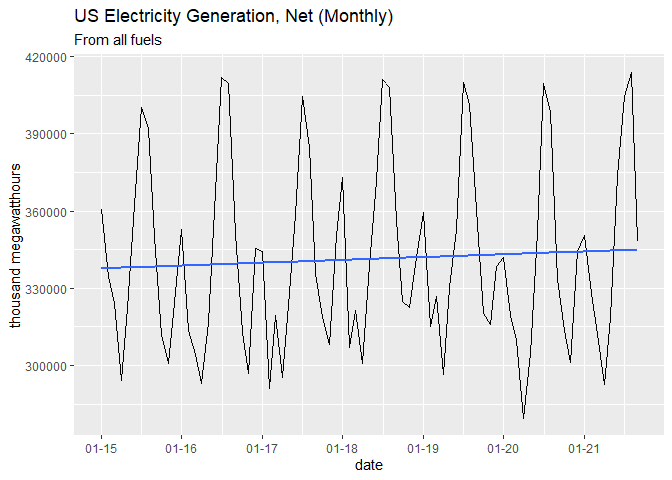 US Electricity Generation, Net (Monthly)
From all fuels
420000
390000
360000
330000
300000
thousand megawatthours
01-15 01-16 01-17 01-18 01-19 01-20 01-21
date